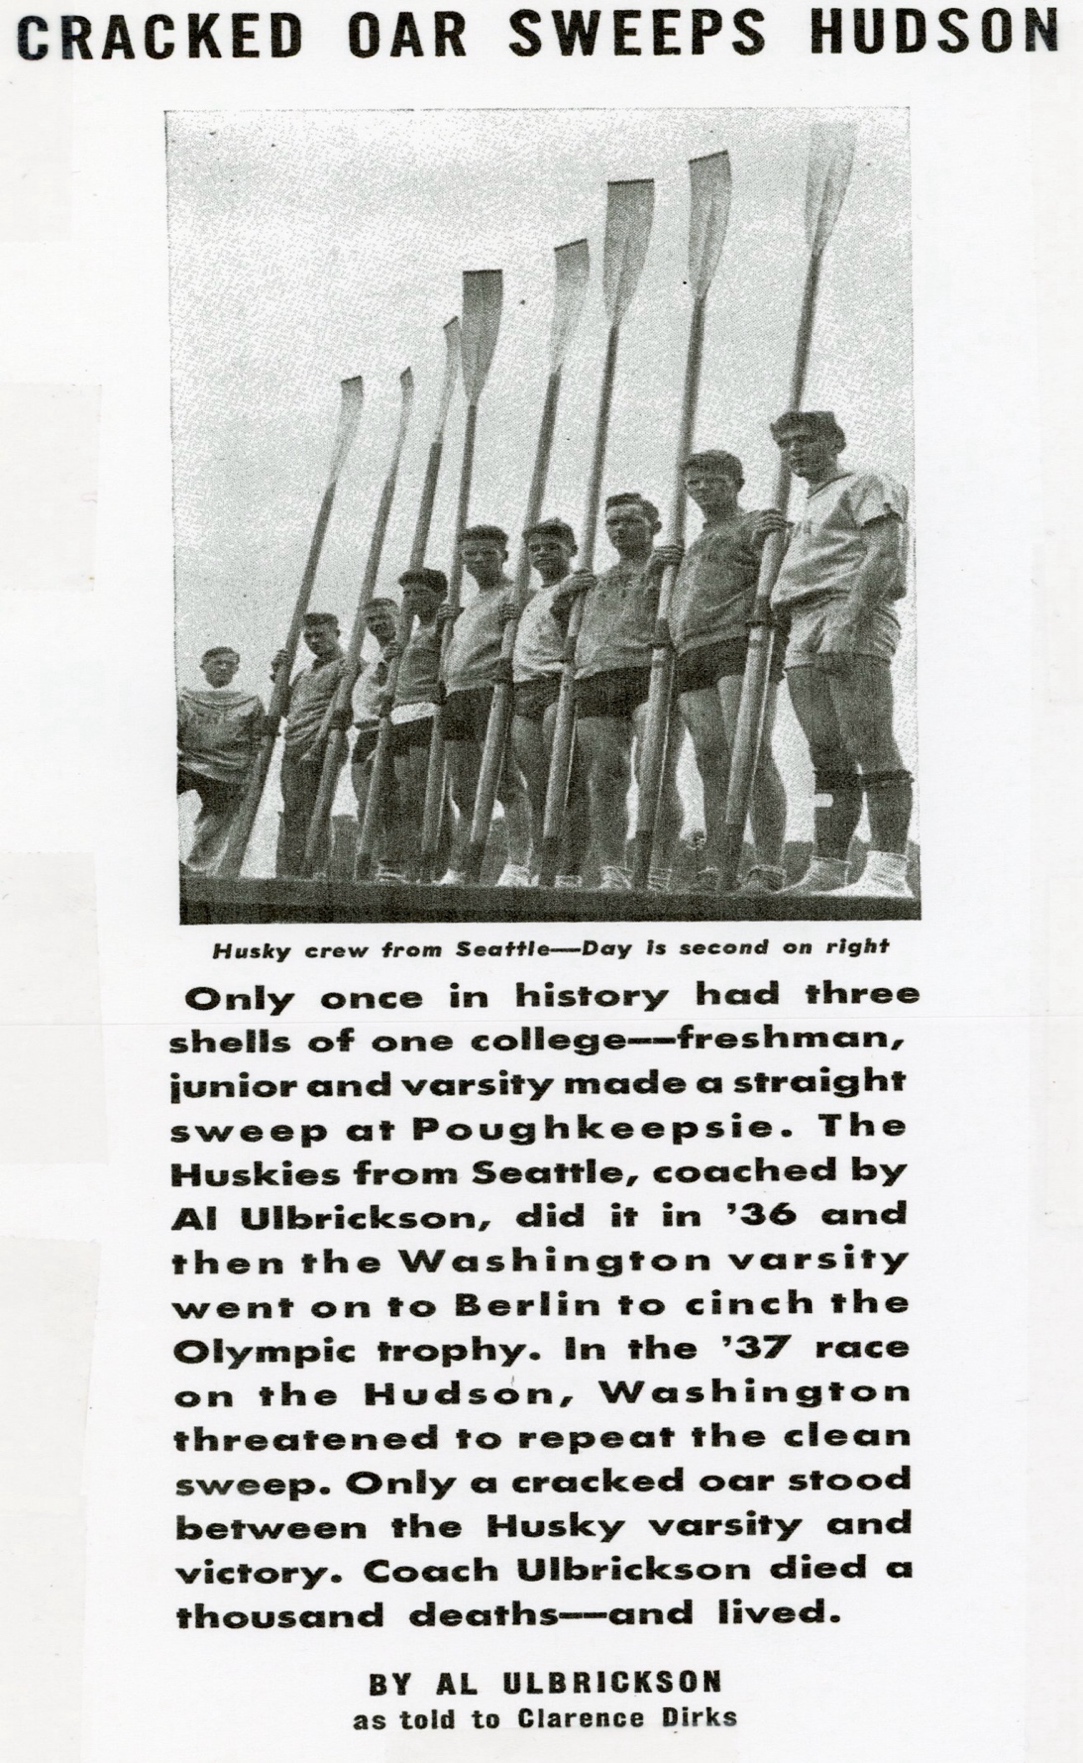 CRACKED OAR SWEEPS HUDSON
Husky crew from Seattle—Day is second on right
Only once in history had three
shells of one college—freshman,
junior and varsity made a straight
sweep at Poughkeepsie. The
Huskies from Seattle, coached by
Al Ulbrickson, did it in '36 and
then the Washington varsity
went on to Berlin to cinch the
Olympic trophy. In the '37 race
on the Hudson, Washington
threatened to repeat the clean
sweep. Only a cracked oar stood
between the Husky varsity and
victory. Coach Ulbrickson died a
thousand deaths—and lived.
BY AL ULBRICKSON
as told to Clarence Dirks